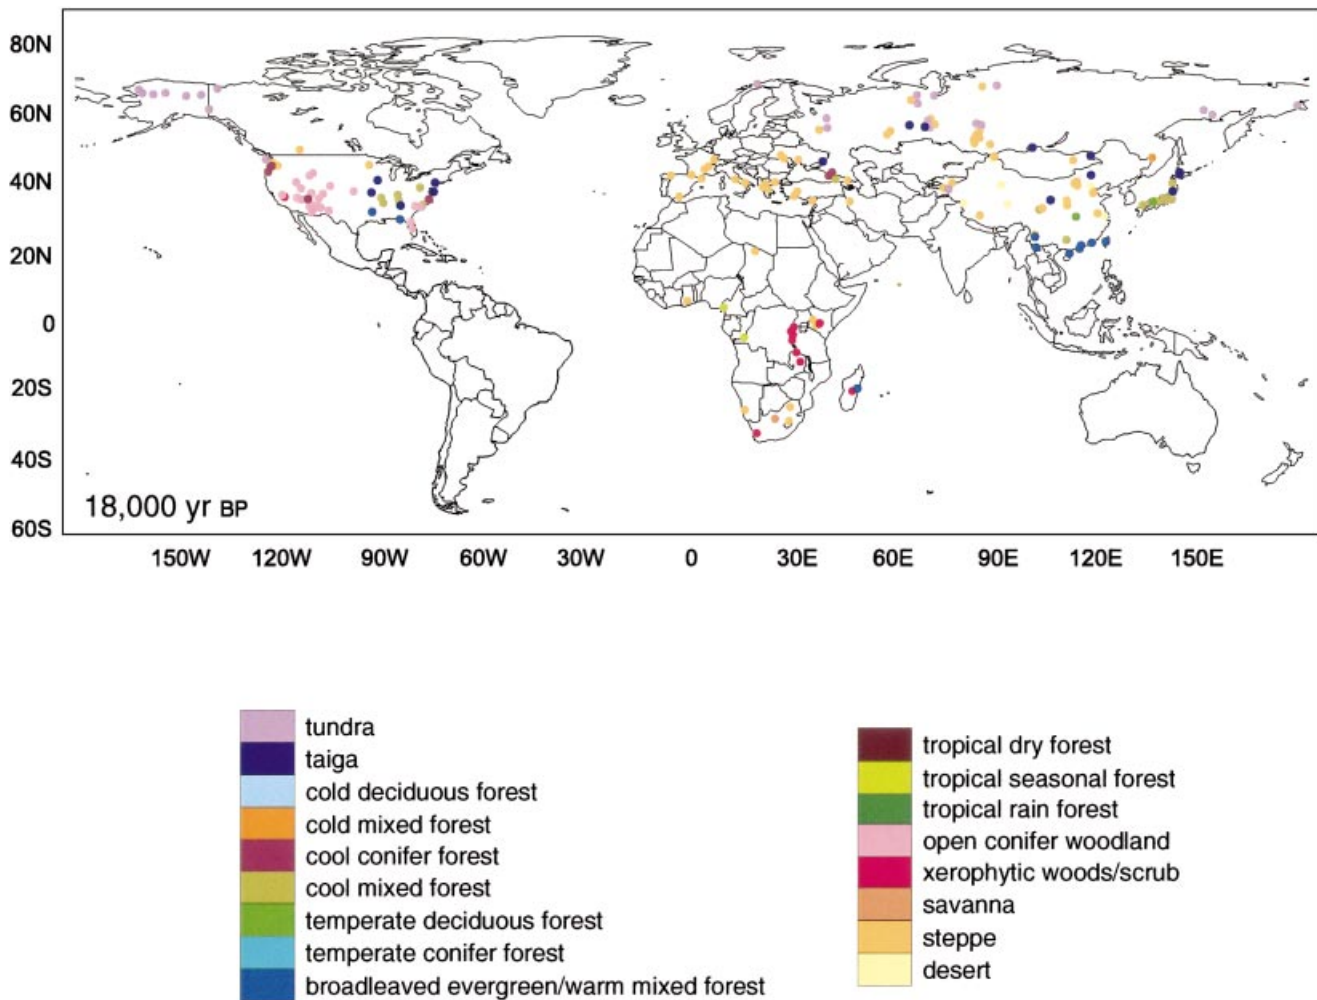 80N
60N
40N
20N
0
20S
40S
60S
18,000 yr BP
150W 120W 90W 60W 30W 0 30E 60E 90E 120E 150E
tundra
taiga
cold deciduous forest
cold mixed forest
cool conifer forest
cool mixed forest
temperate deciduous forest
temperate conifer forest
broadleaved evergreen/warm mixed forest
tropical dry forest
tropical seasonal forest
tropical rain forest
open conifer woodland
xerophytic woods/scrub
savanna
steppe
desert